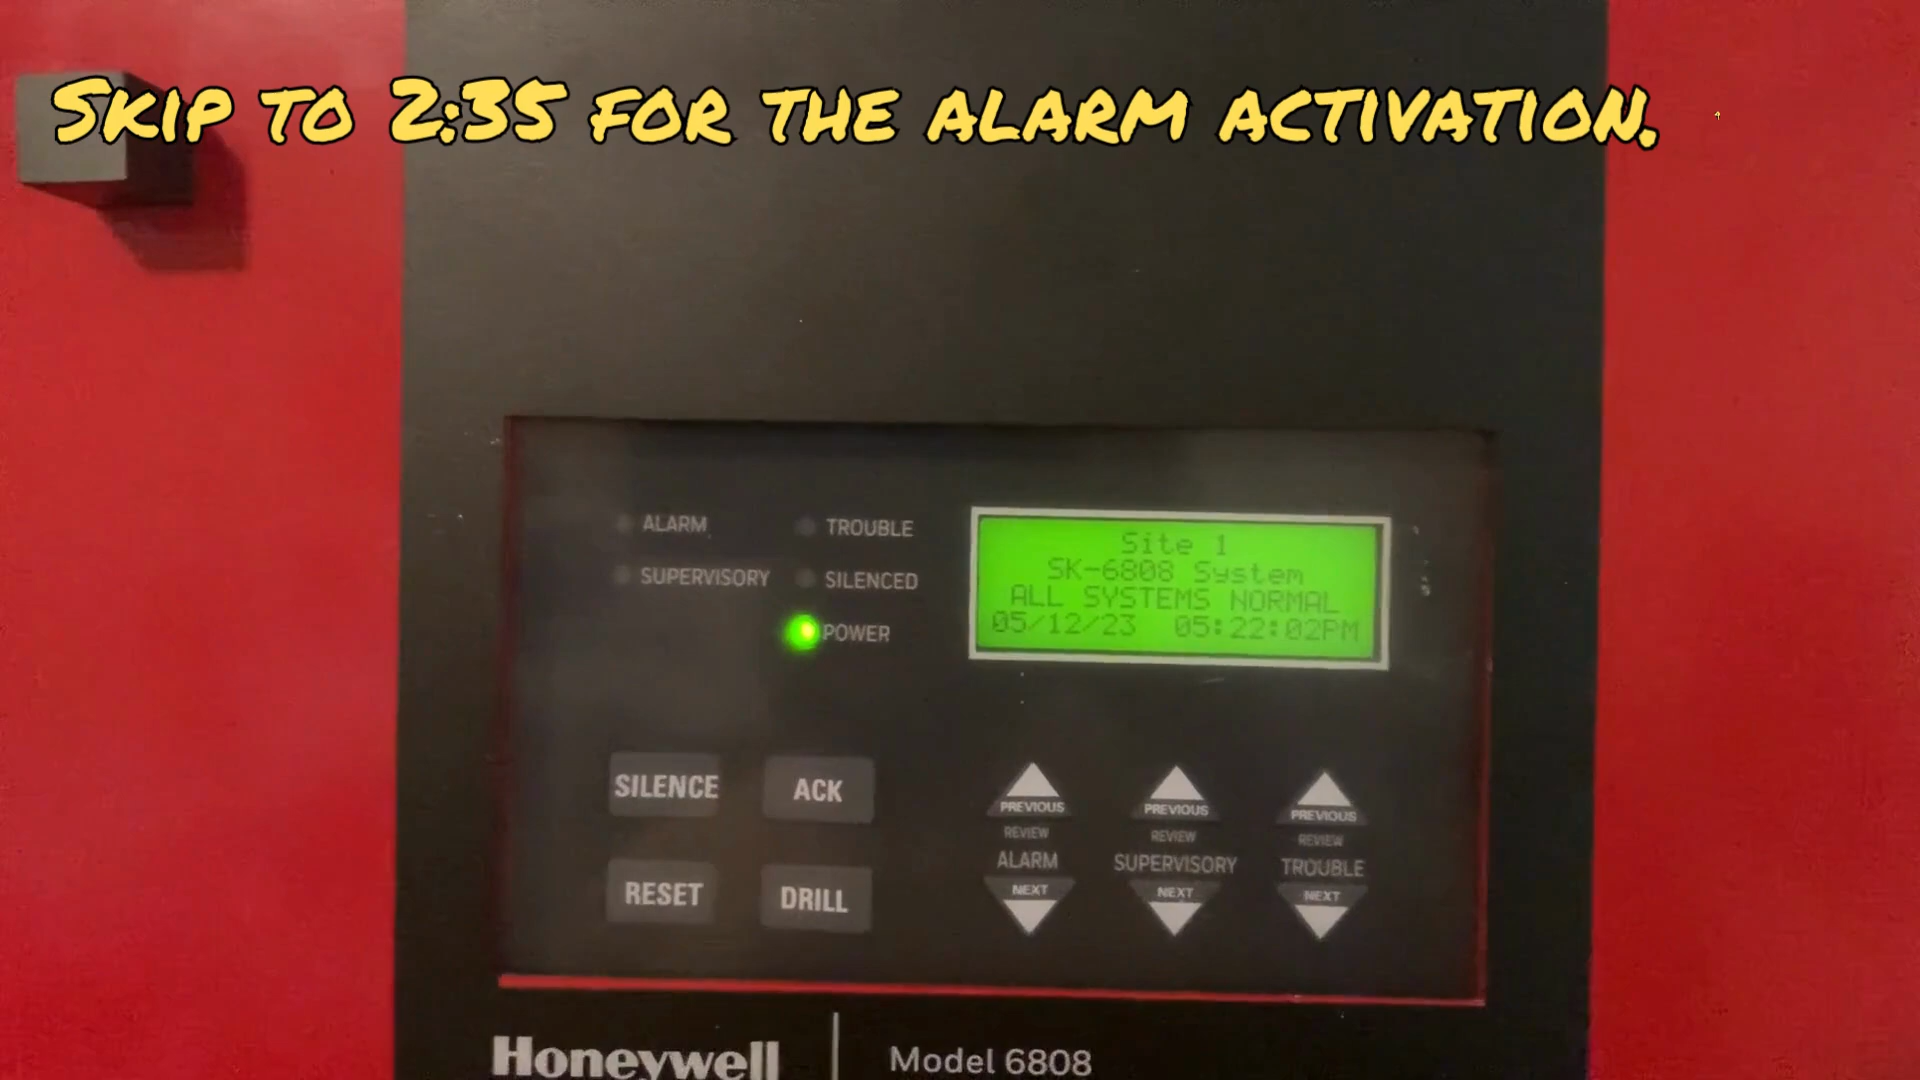 Skip to 2:35 for the alarm activation.
ALARM
TROUBLE
SUPERVISORY
SILENCED
POWER
Site 1
SK-6808 System
ALL SYSTEMS NORMAL
05/12/23 05:22:02PM
SILENCE
ACK
RESET
DRILL
PREVIOUS
REVIEW
ALARM
NEXT
PREVIOUS
REVIEW
SUPERVISORY
NEXT
PREVIOUS
REVIEW
TROUBLE
NEXT
Honeywell
Model 6808